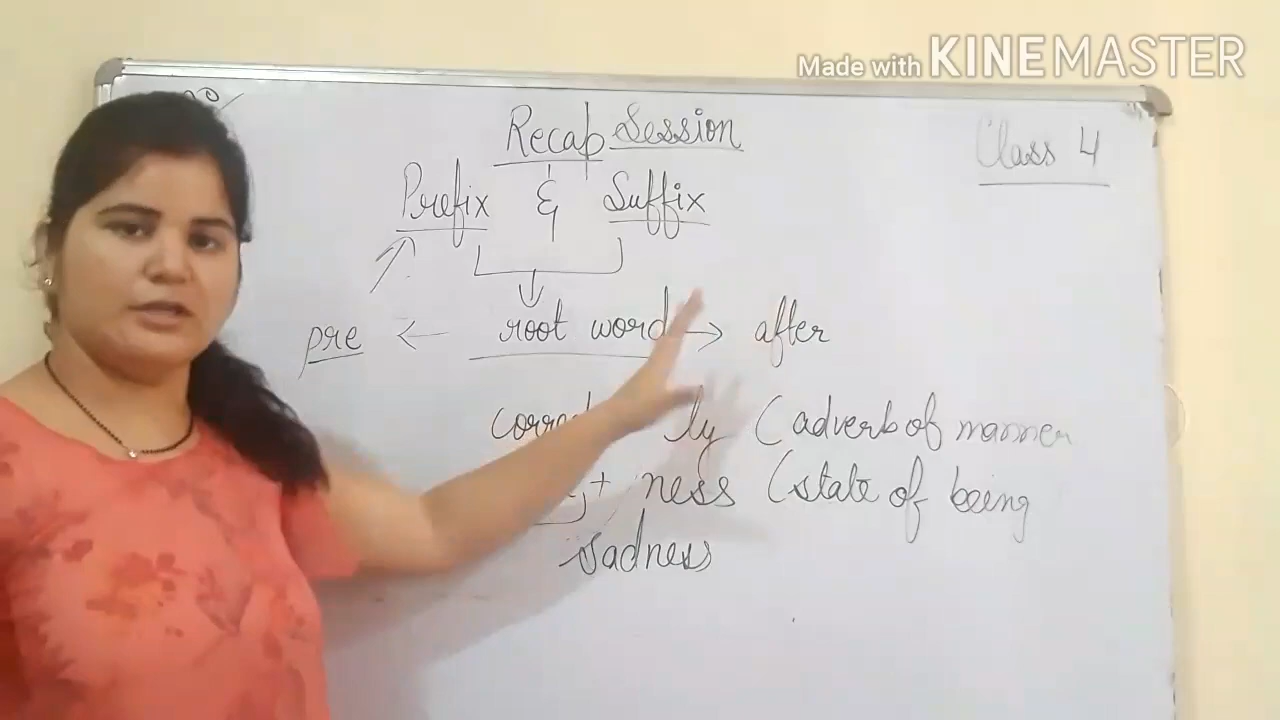 Made with KINEMASTER
Recap Session
Class 4
Prefix & Suffix
pre ← root word → after
ly (adverb of manner
+ ness (state of being
sadness